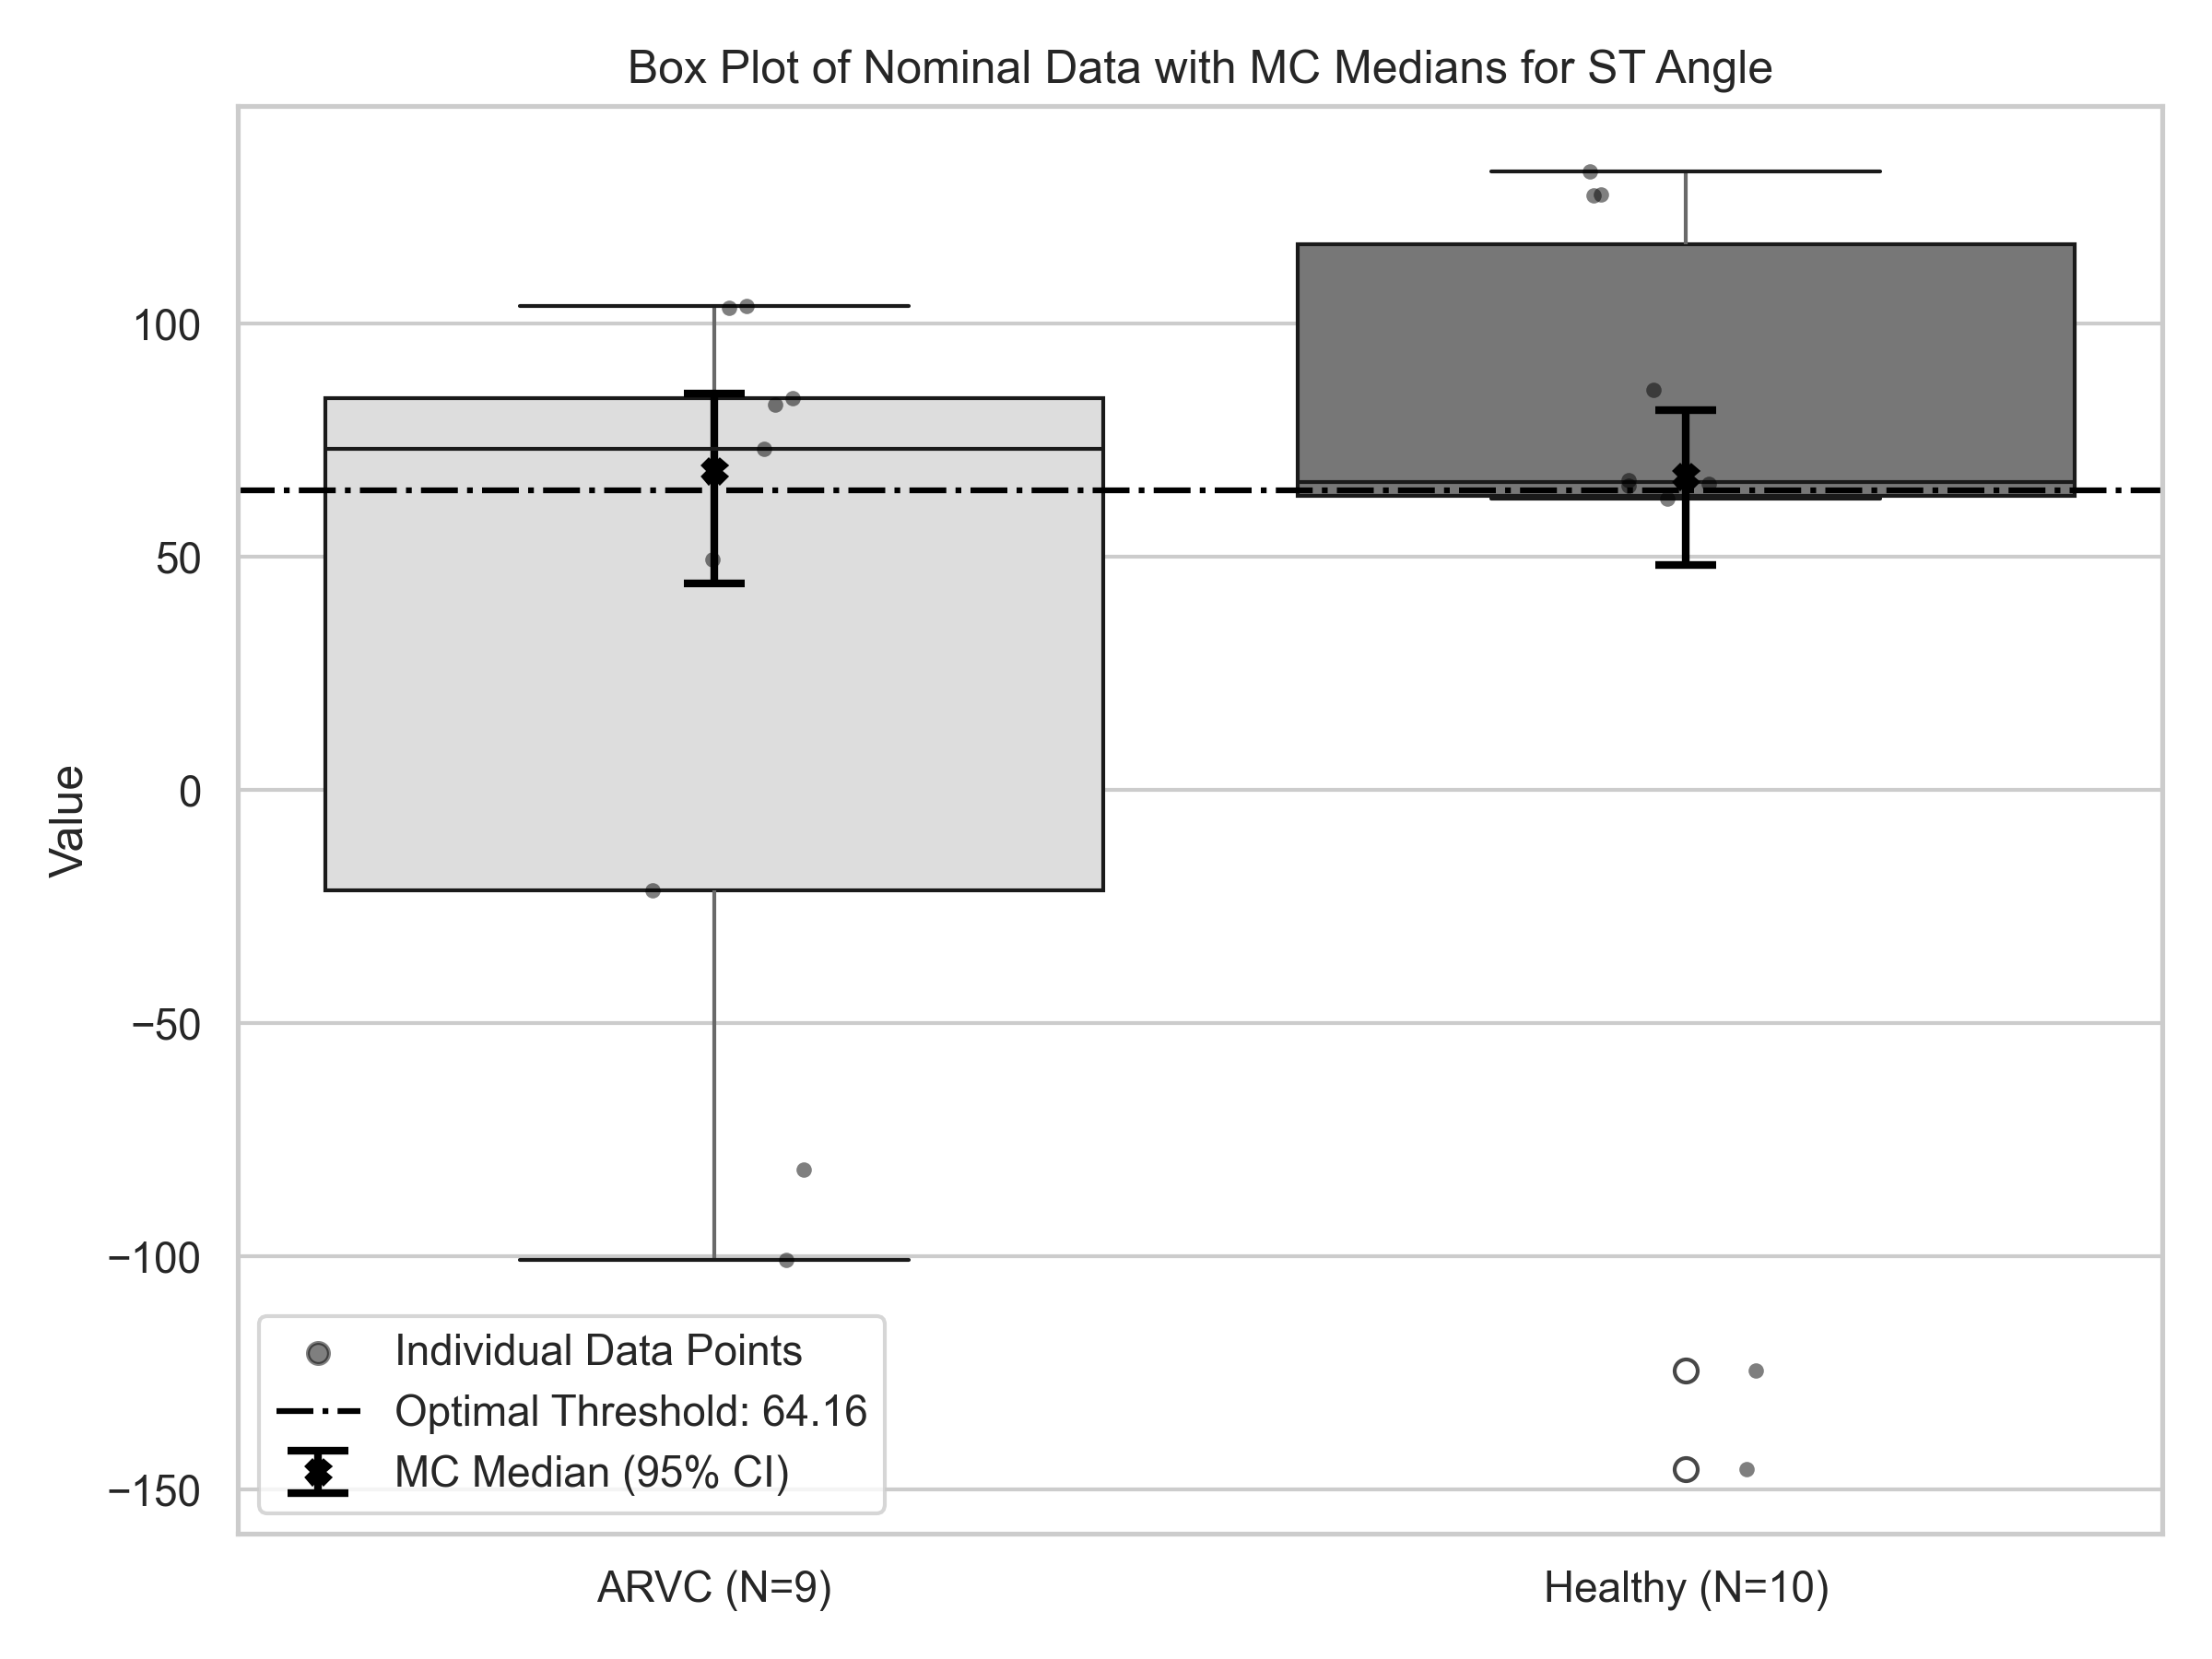 Box Plot of Nominal Data with MC Medians for ST Angle
Value
100
50
0
−50
−100
−150
Individual Data Points
Optimal Threshold: 64.16
MC Median (95% CI)
ARVC (N=9)
Healthy (N=10)